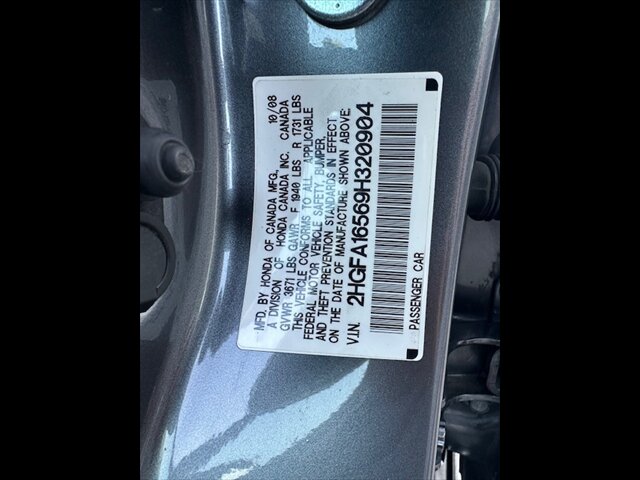 MFD. BY HONDA OF CANADA MFG. 10/08
A DIVISION OF HONDA CANADA INC. CANADA
GVWR 3671 LBS GAWR F 1940 LBS R 1731 LBS
THIS VEHICLE CONFORMS TO ALL APPLICABLE
FEDERAL MOTOR VEHICLE SAFETY, BUMPER,
AND THEFT PREVENTION STANDARDS IN EFFECT
ON THE DATE OF MANUFACTURE SHOWN ABOVE.
V.I.N. 2HGFA16569H320904
PASSENGER CAR